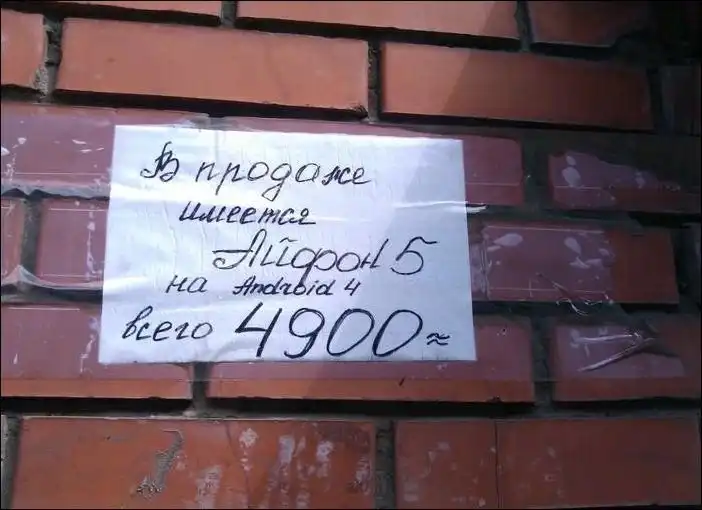 В продаже
имеется
Айфон 5
на Android 4
всего 4900 ≈